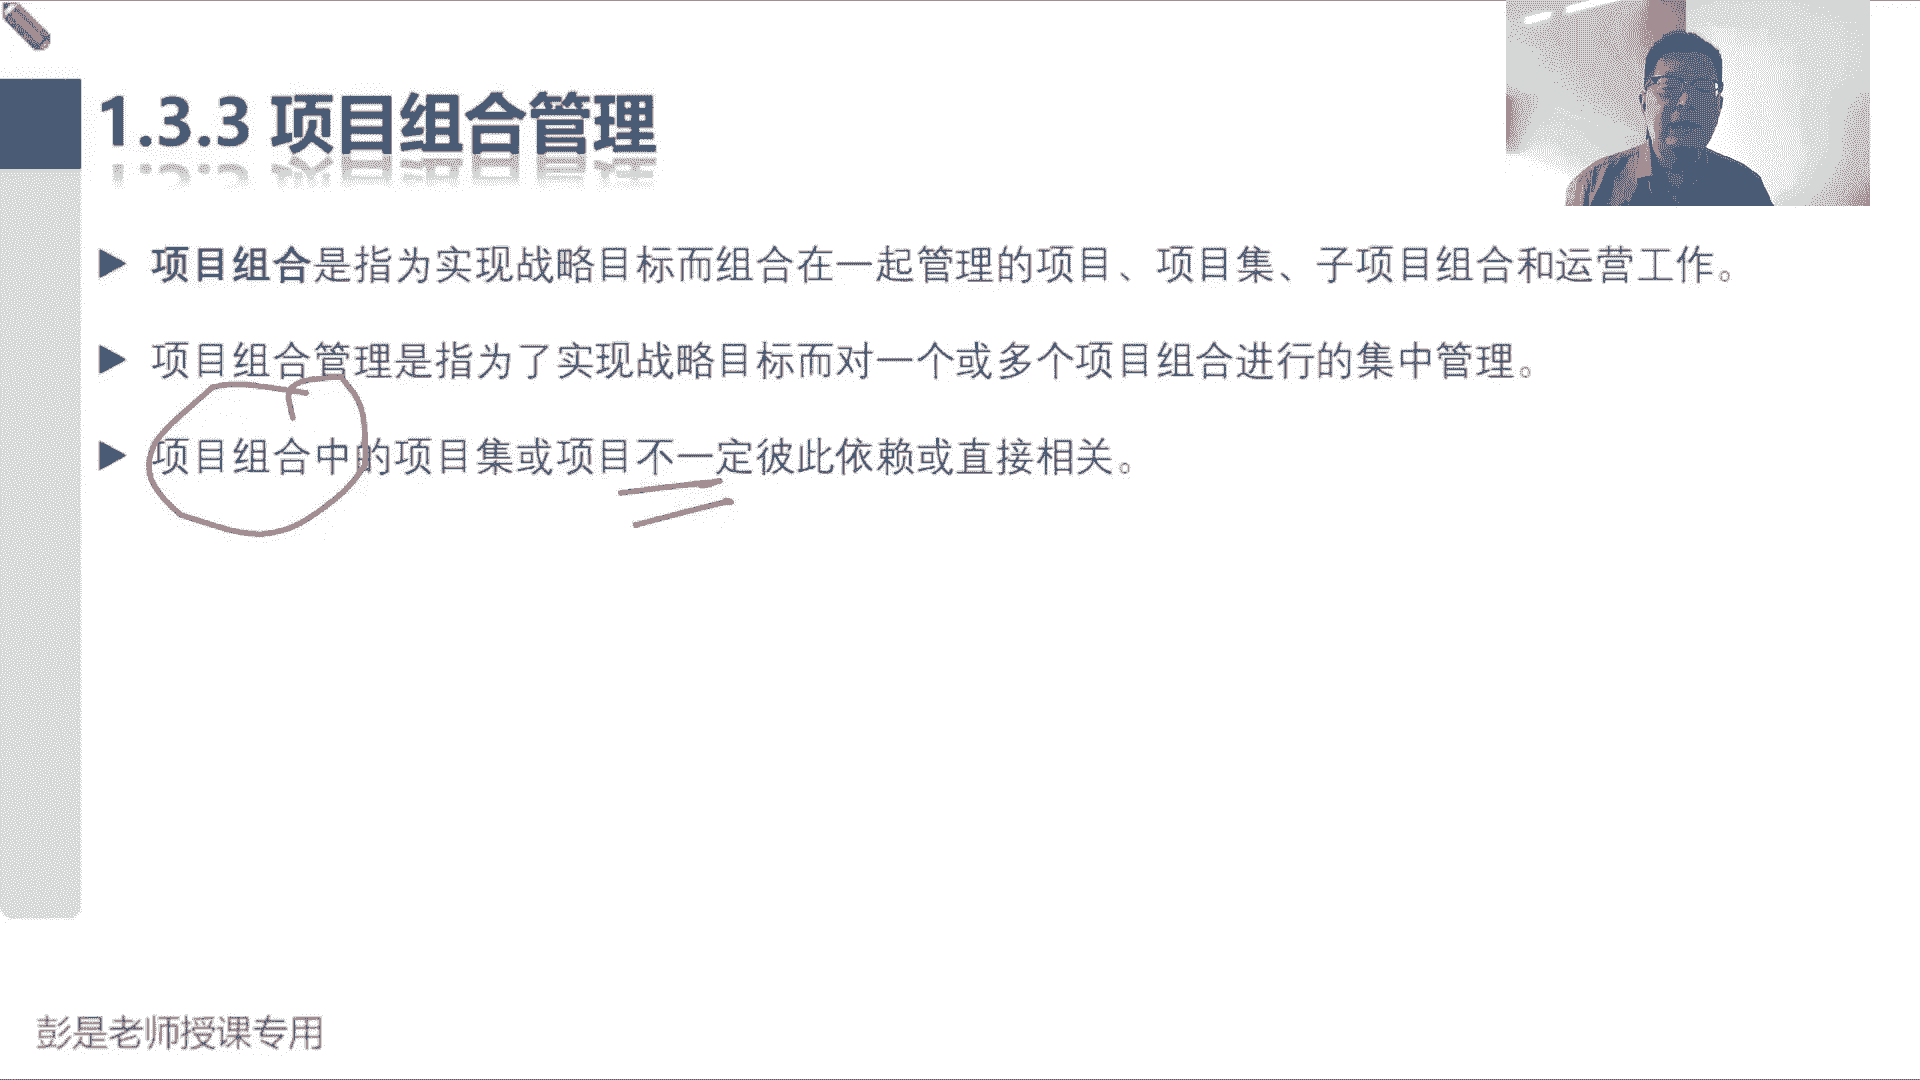 1.3.3 项目组合管理
项目组合是指为实现战略目标而组合在一起管理的项目、项目集、子项目组合和运营工作。
项目组合管理是指为了实现战略目标而对一个或多个项目组合进行的集中管理。
项目组合中的项目集或项目不一定彼此依赖或直接相关。
彭是老师授课专用